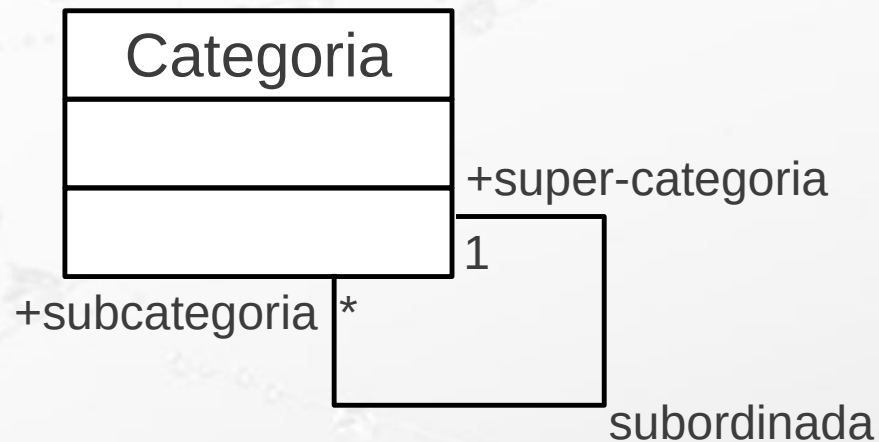 Categoria
+super-categoria
1
+subcategoria
*
subordinada